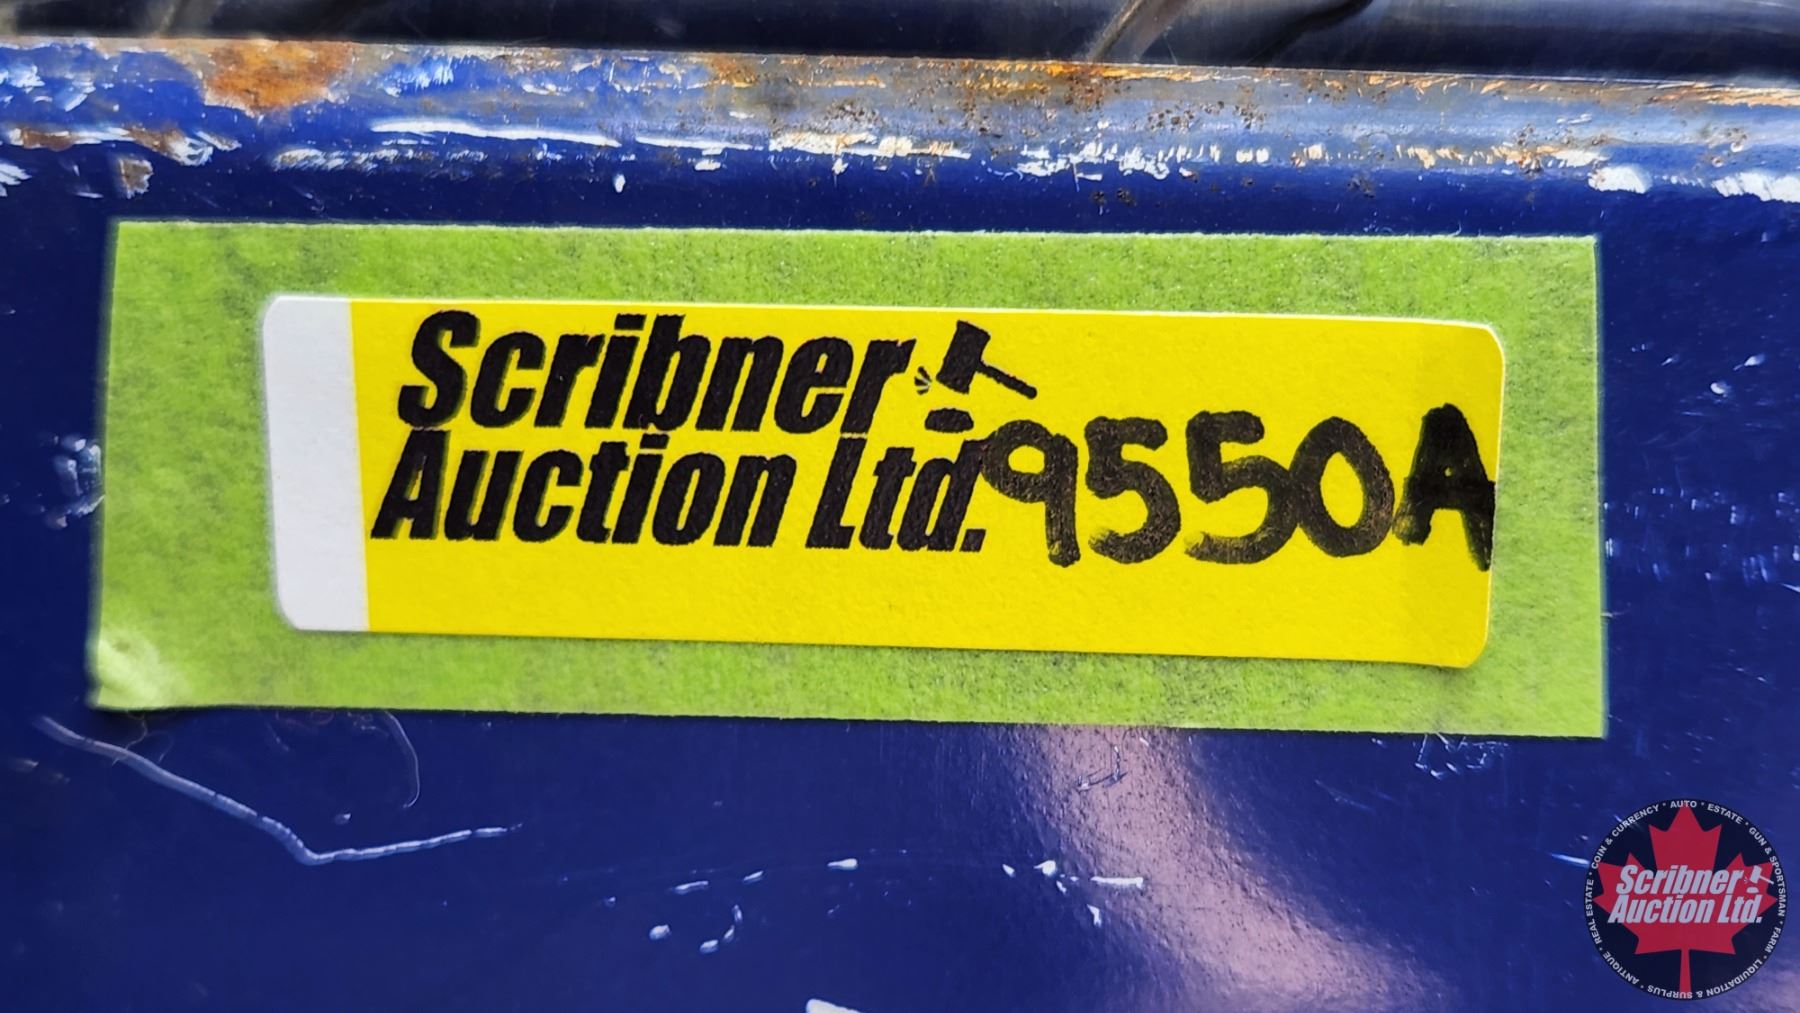 Scribner
Auction Ltd.
9550A
COIN & CURRENCY * AUTO * ESTATE * GUN & SPORTSMAN * FARM * LIQUIDATION & SURPLUS * ANTIQUE * REAL ESTATE *
Scribner
Auction Ltd.